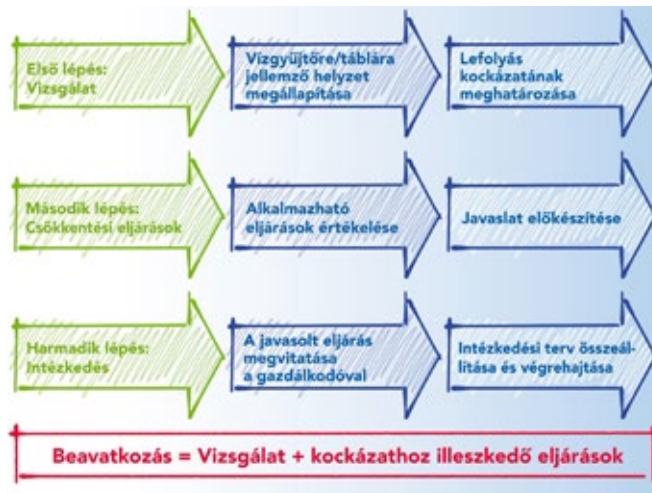 Első lépés:
Vizsgálat
Vízgyűjtőre/táblára
jellemző helyzet
megállapítása
Lefolyás
kockázatának
meghatározása
Második lépés:
Csökkentési eljárások
Alkalmazható
eljárások értékelése
Javaslat előkészítése
Harmadik lépés:
Intézkedés
A javasolt eljárás
megvitatása
a gazdálkodóval
Intézkedési terv összeál-
lítása és végrehajtása
Beavatkozás = Vizsgálat + kockázathoz illeszkedő eljárások